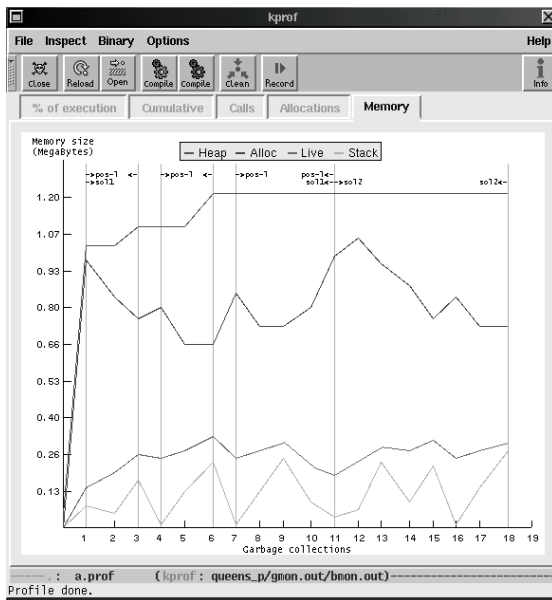 kprof
File Inspect Binary Options Help
Close Reload Open Compile Compile Clean Record Info
% of execution Cumulative Calls Allocations Memory
Memory size
(MegaBytes)
— Heap — Alloc — Live — Stack
→pos-1 ← →pos-1 ← →pos-1 pos-1←
→sol1 sol1←→sol2 sol2←
1.20
1.07
0.93
0.80
0.66
0.53
0.40
0.26
0.13
1 2 3 4 5 6 7 8 9 10 11 12 13 14 15 16 17 18 19
Garbage collections
-----.: a.prof (kprof: queens_p/gmon.out/bmon.out)--------------------
Profile done.